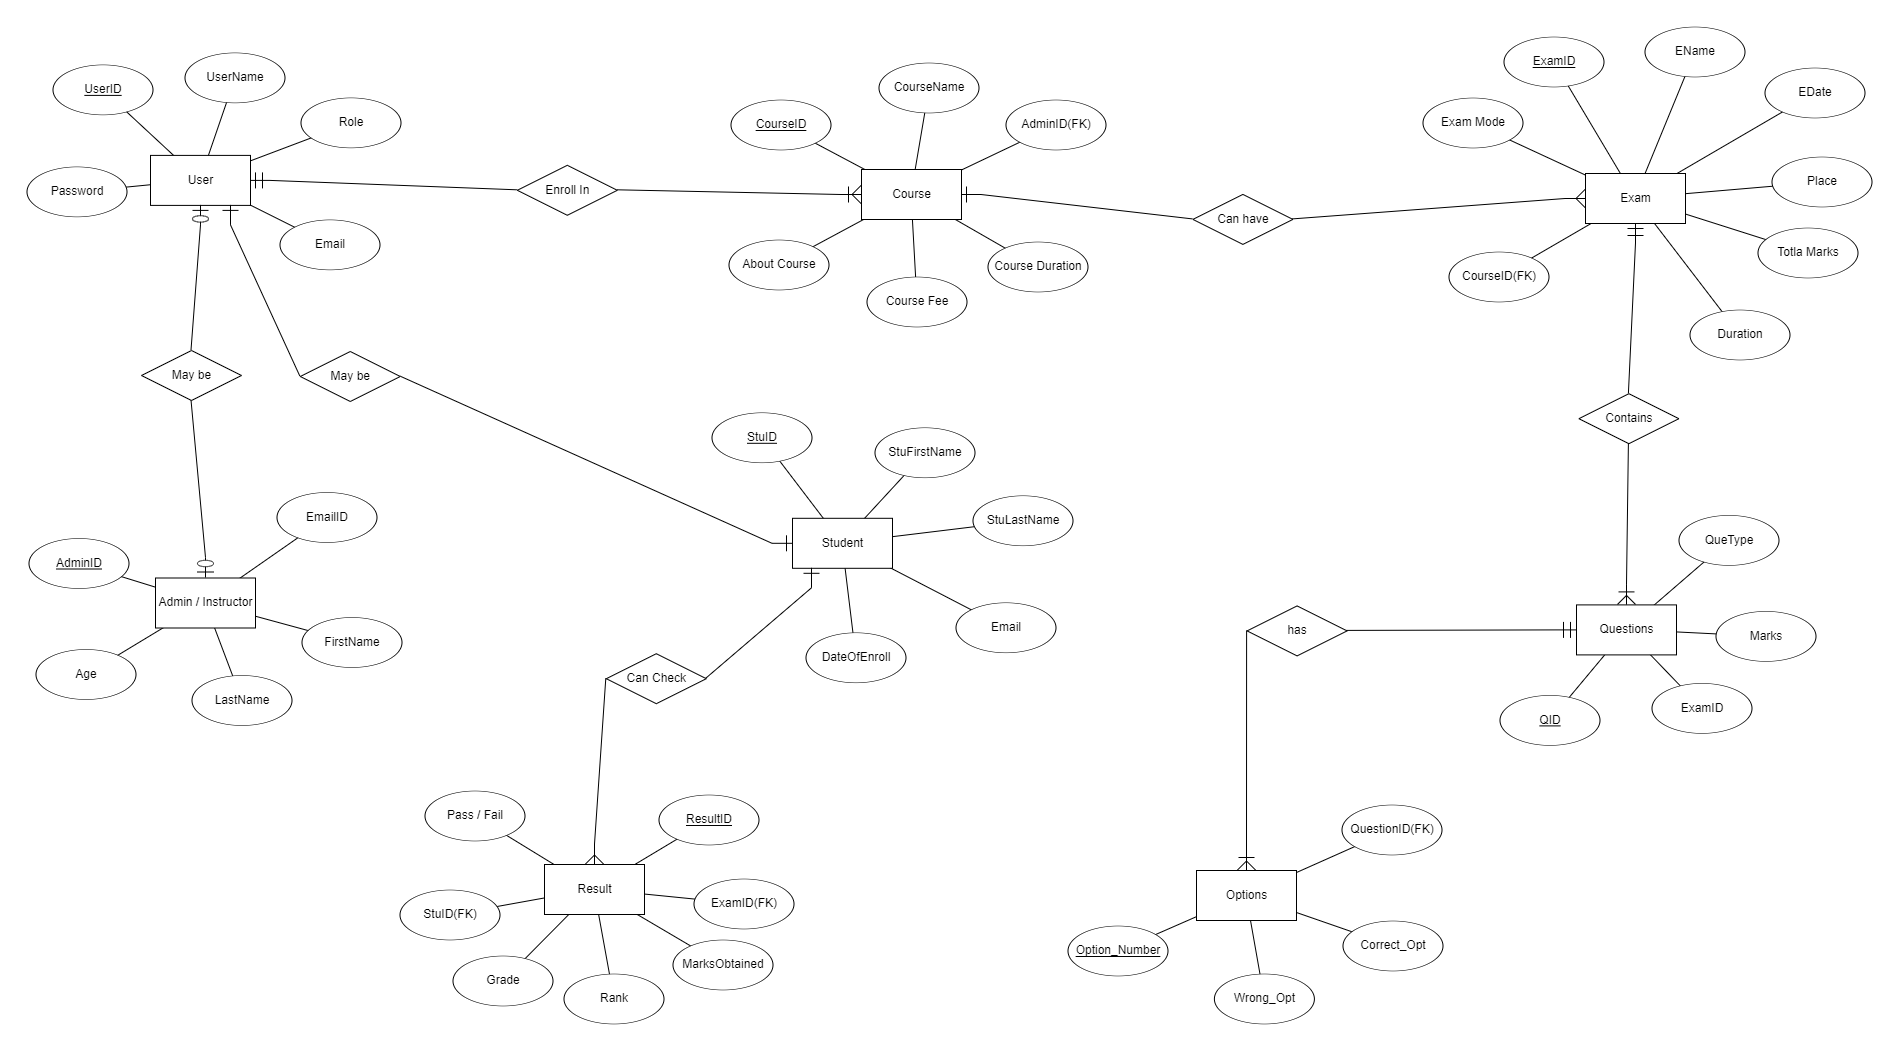 UserID
UserName
Role
Password
User
Email
Enroll In
CourseName
CourseID
AdminID(FK)
Course
About Course
Course Duration
Course Fee
Can have
ExamID
EName
EDate
Exam Mode
Place
Exam
Totla Marks
CourseID(FK)
Duration
May be
May be
Contains
StuID
StuFirstName
StuLastName
Student
Email
DateOfEnroll
EmailID
AdminID
Admin / Instructor
FirstName
Age
LastName
Can Check
QueType
has
Questions
Marks
ExamID
QID
Pass / Fail
ResultID
Result
StuID(FK)
ExamID(FK)
MarksObtained
Grade
Rank
QuestionID(FK)
Options
Option_Number
Correct_Opt
Wrong_Opt